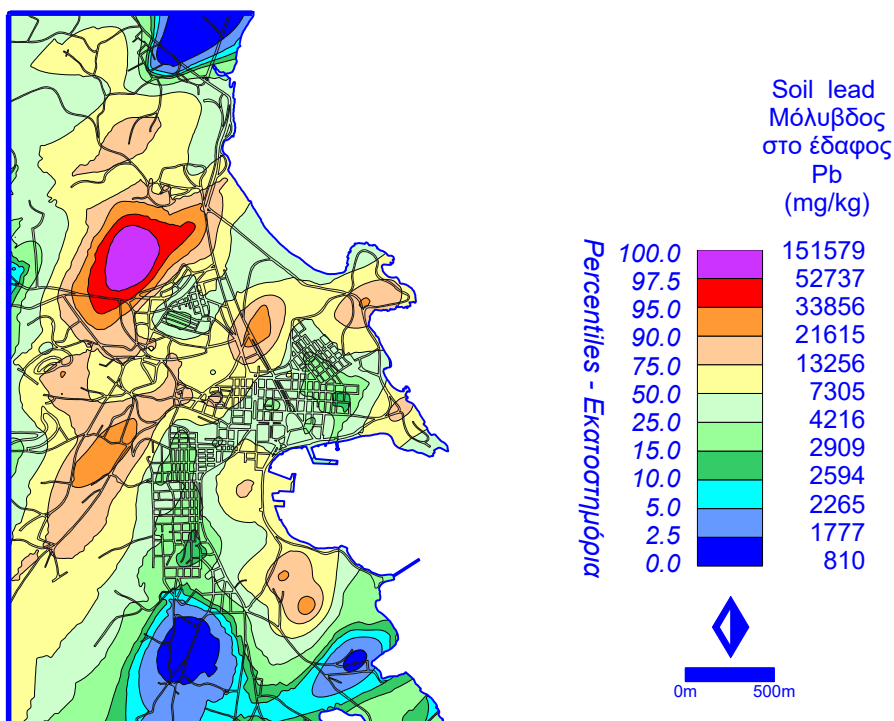 Soil lead
Μόλυβδος
στο έδαφος
Pb
(mg/kg)
Percentiles - Εκατοστημόρια
100.0 151579
97.5 52737
95.0 33856
90.0 21615
75.0 13256
50.0 7305
25.0 4216
15.0 2909
10.0 2594
5.0 2265
2.5 1777
0.0 810
0m 500m